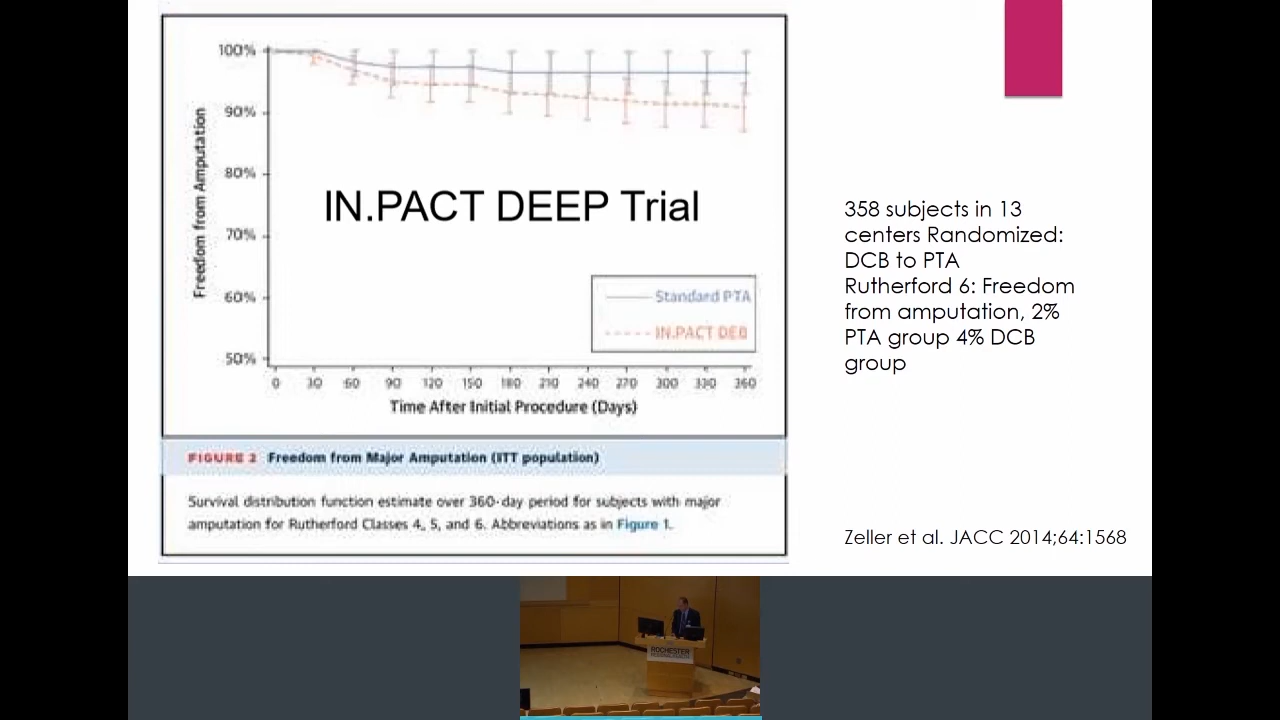 100%
90%
80%
70%
60%
50%
Freedom from Amputation
IN.PACT DEEP Trial
Standard PTA
IN.PACT DEB
0 30 60 90 120 150 180 210 240 270 300 330 360
Time After Initial Procedure (Days)
FIGURE 2 Freedom from Major Amputation (ITT population)
Survival distribution function estimate over 360-day period for subjects with major
amputation for Rutherford Classes 4, 5, and 6. Abbreviations as in Figure 1.
358 subjects in 13
centers Randomized:
DCB to PTA
Rutherford 6: Freedom
from amputation, 2%
PTA group 4% DCB
group
Zeller et al. JACC 2014;64:1568
ROCHESTER